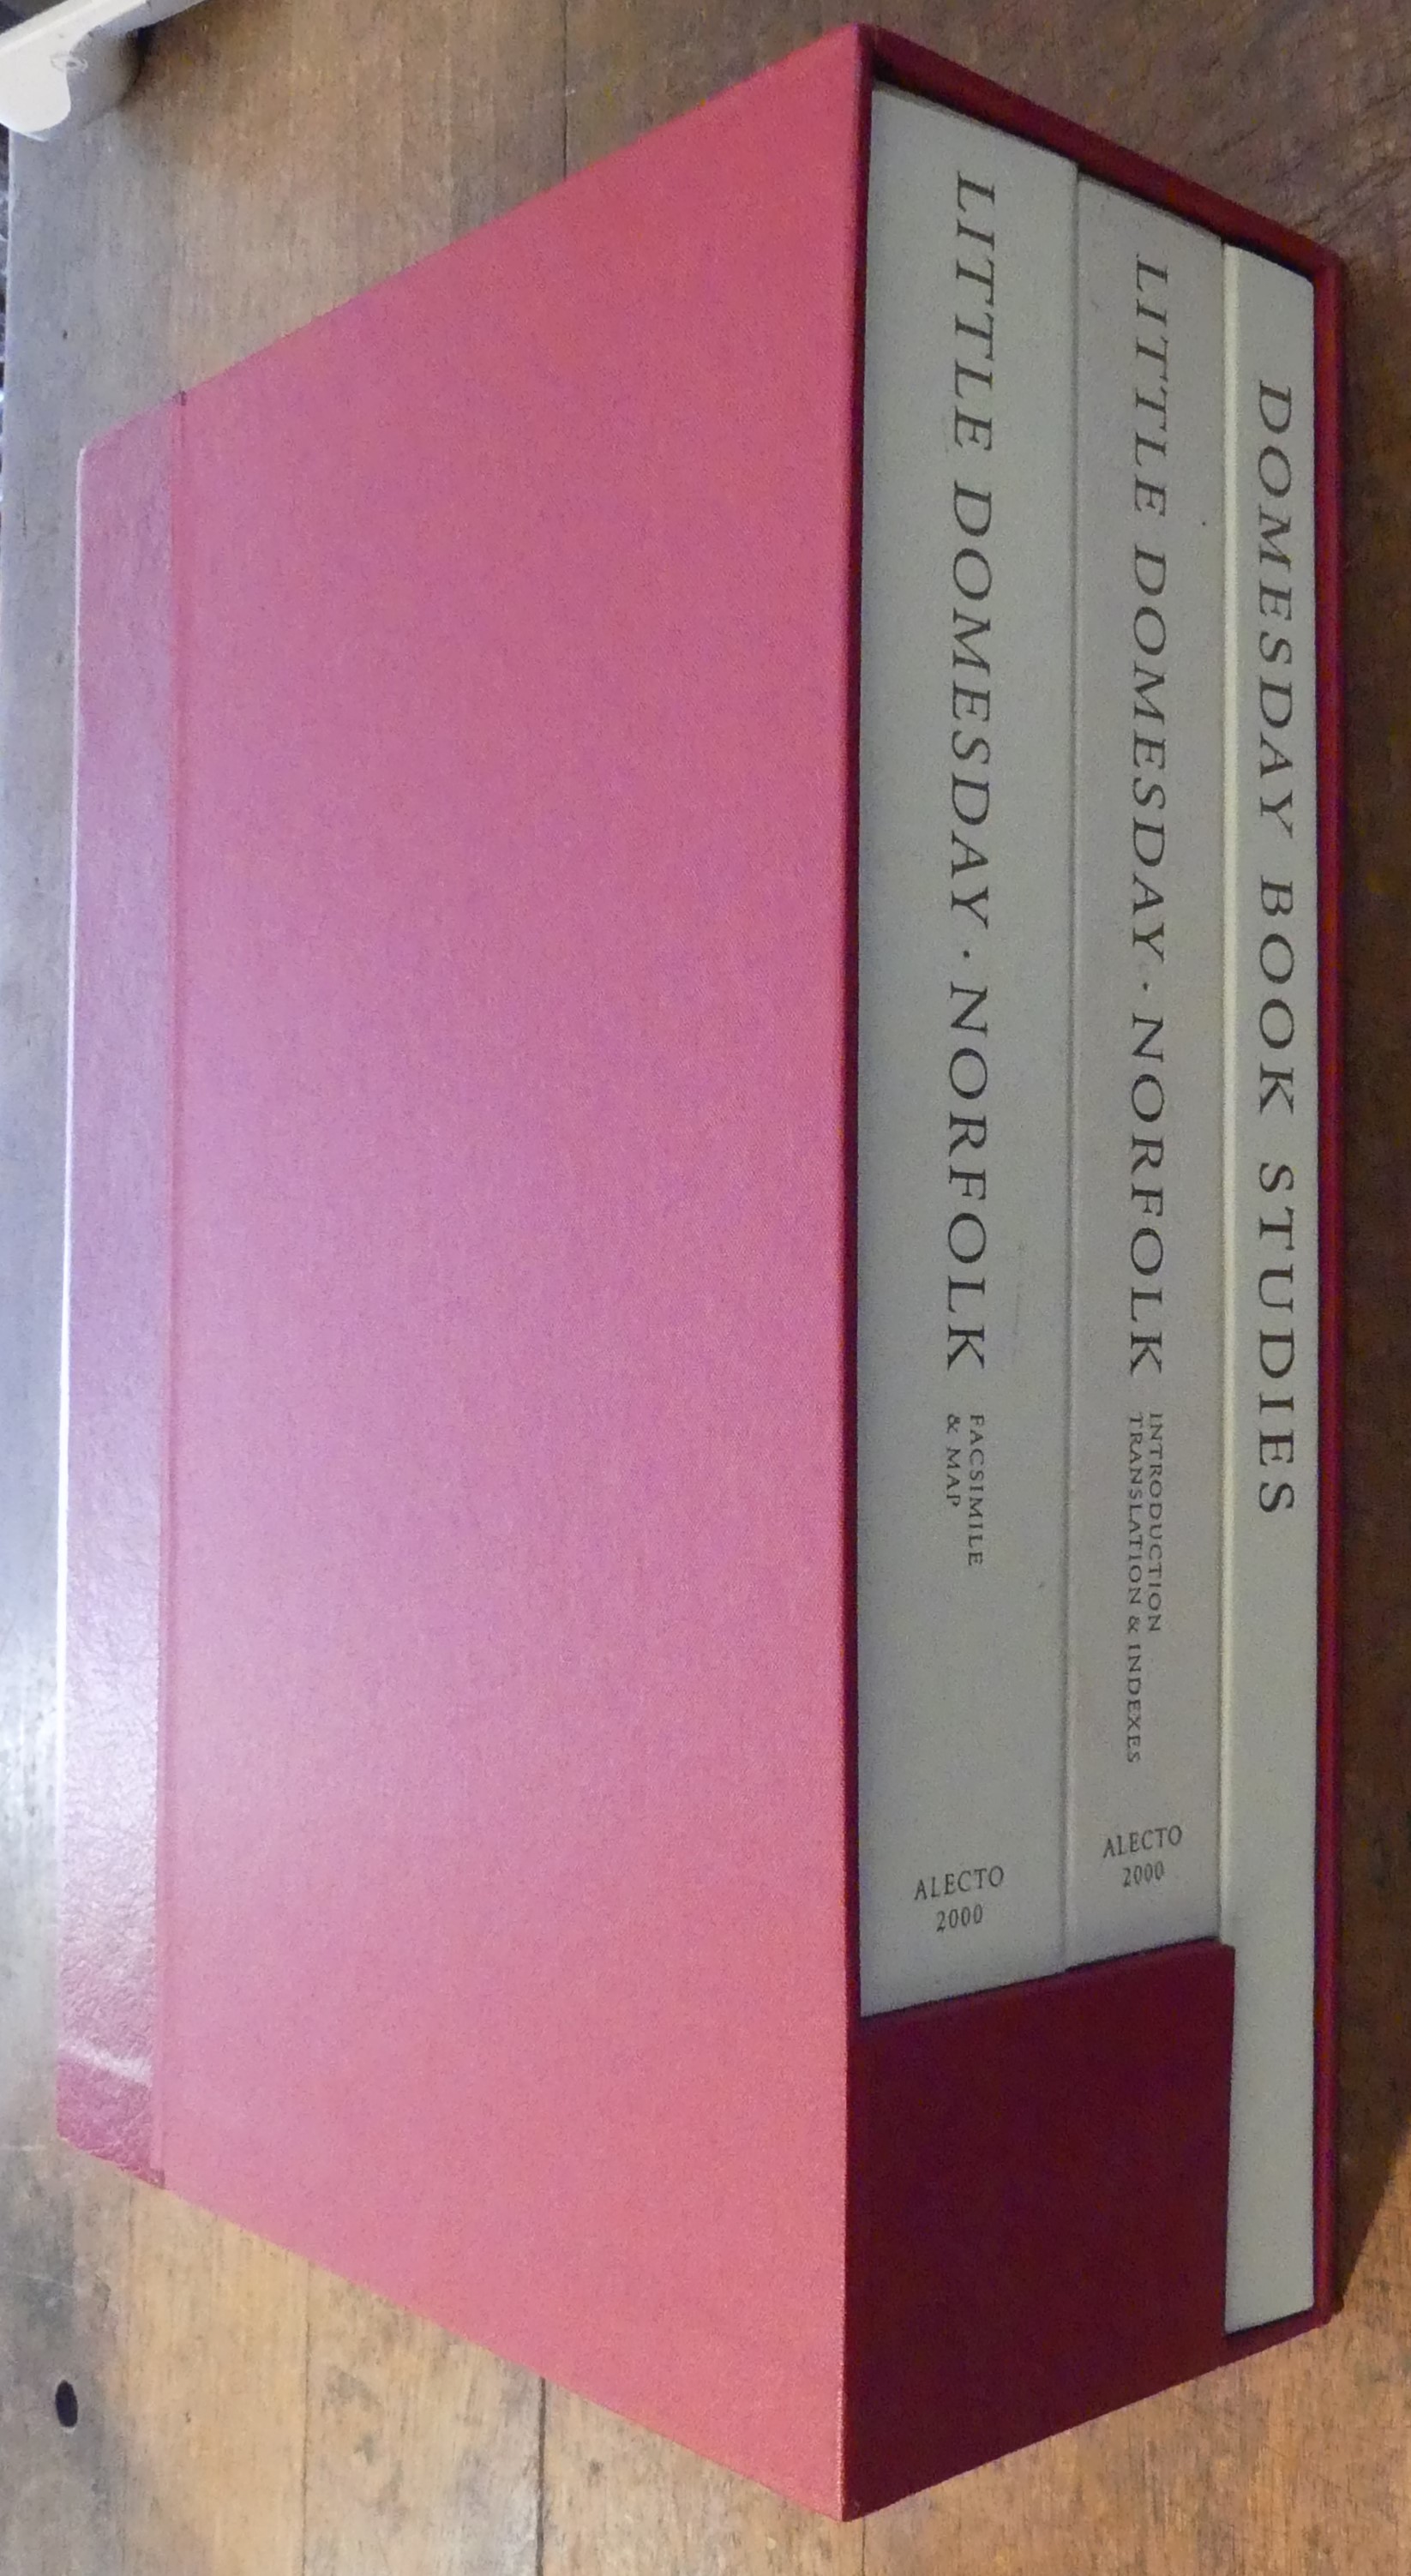 LITTLE DOMESDAY · NORFOLK
FACSIMILE
& MAP
ALECTO
2000
LITTLE DOMESDAY · NORFOLK
INTRODUCTION
TRANSLATION & INDEXES
ALECTO
2000
DOMESDAY BOOK STUDIES